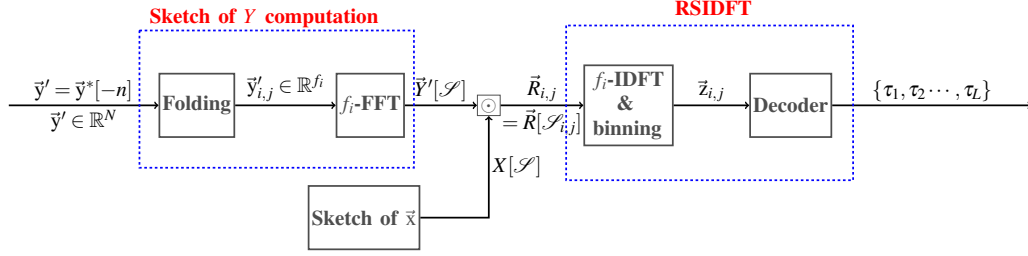 Sketch of Y computation
RSIDFT
y⃗′ = y⃗*[−n]
y⃗′ ∈ ℝ^N
Folding
y⃗′_{i,j} ∈ ℝ^{f_i}
f_i-FFT
Y⃗′[𝒮]
⊙
R⃗_{i,j}
= R⃗[𝒮_{i,j}]
f_i-IDFT
&
binning
z⃗_{i,j}
Decoder
{τ_1, τ_2 ⋯ , τ_L}
X[𝒮]
Sketch of x⃗